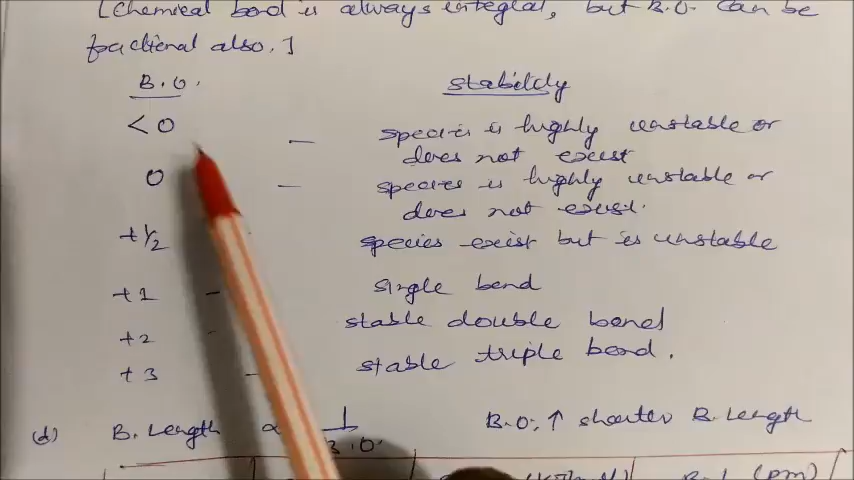 [Chemical bond is always integral, but B.O. can be
fractional also.]
B.O. stability
<0 — species is highly unstable or
does not exist
0 — species is highly unstable or
does not exist.
+1/2 species exist but is unstable
+1 - single bond
+2 - stable double bond
+3 - stable triple bond.
(d) B. Length ∝ 1/B.O. B.O. ↑ shorter B. Length
(pm)